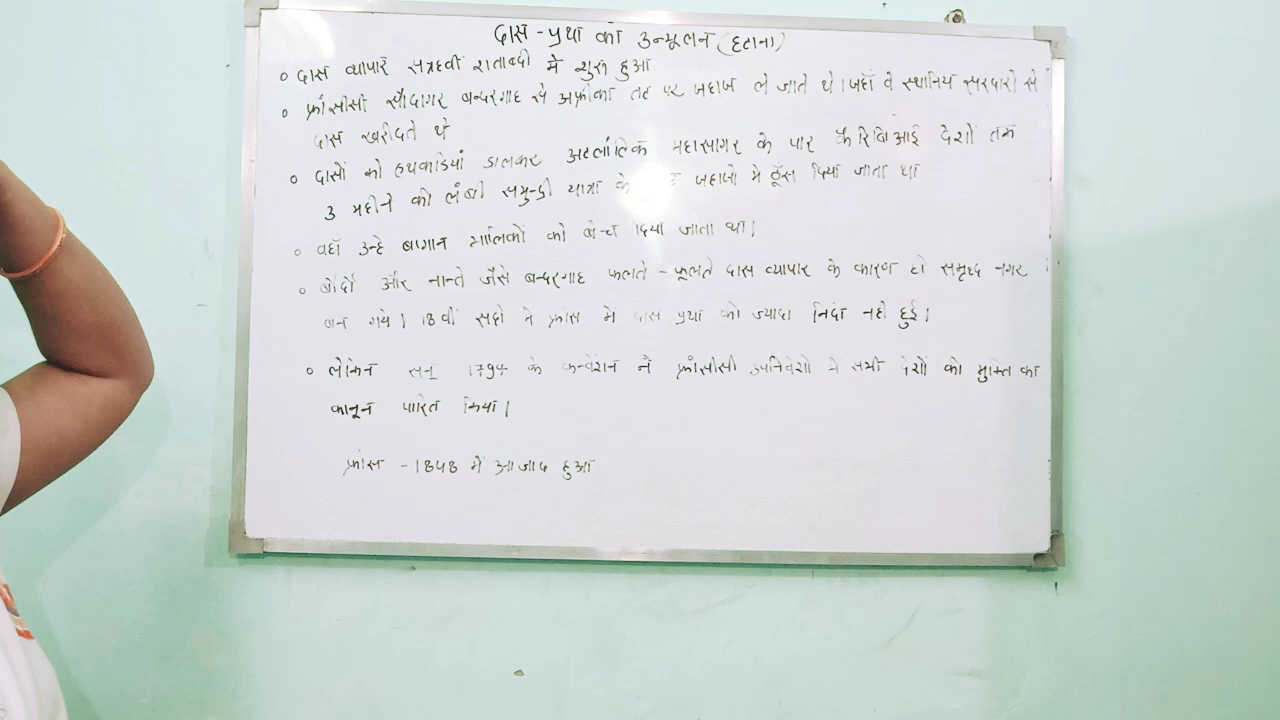 दास - प्रथा का उन्मूलन (हटाना)
दास व्यापार सत्रहवीं शताब्दी में शुरु हुआ
फ्रांसीसी सौदागर बन्दरगाह से अफ्रीका तट पर जहाज ले जाते थे। जहाँ वे स्थानिय सरदारो से
दास खरीदते थे
दासों को हथकडियां डालकर अटलांटिक महासागर के पार कैरिबिआई देशों तक
3 महीने की लंबी समुन्द्री यात्रा के जहाजो मे ठूँस दिया जाता था
वहाँ उन्हे बागान मालिकों को बेच दिया जाता था।
बोर्दो और नान्ते जैसे बन्दरगाह फलते - फूलते दास व्यापार के कारण ही समृध्द नगर
बन गये। 18वीं सदी ने फ्रांस में दास प्रथा की ज्यादा निंदा नही हुई।
लेकिन सन् 1794 के कन्वेंशन ने फ्रांसीसी उपनिवेशो मे सभी देशों की मुक्ति का
कानून पारित किया।
फ्रांस - 1848 में आजाद हुआ